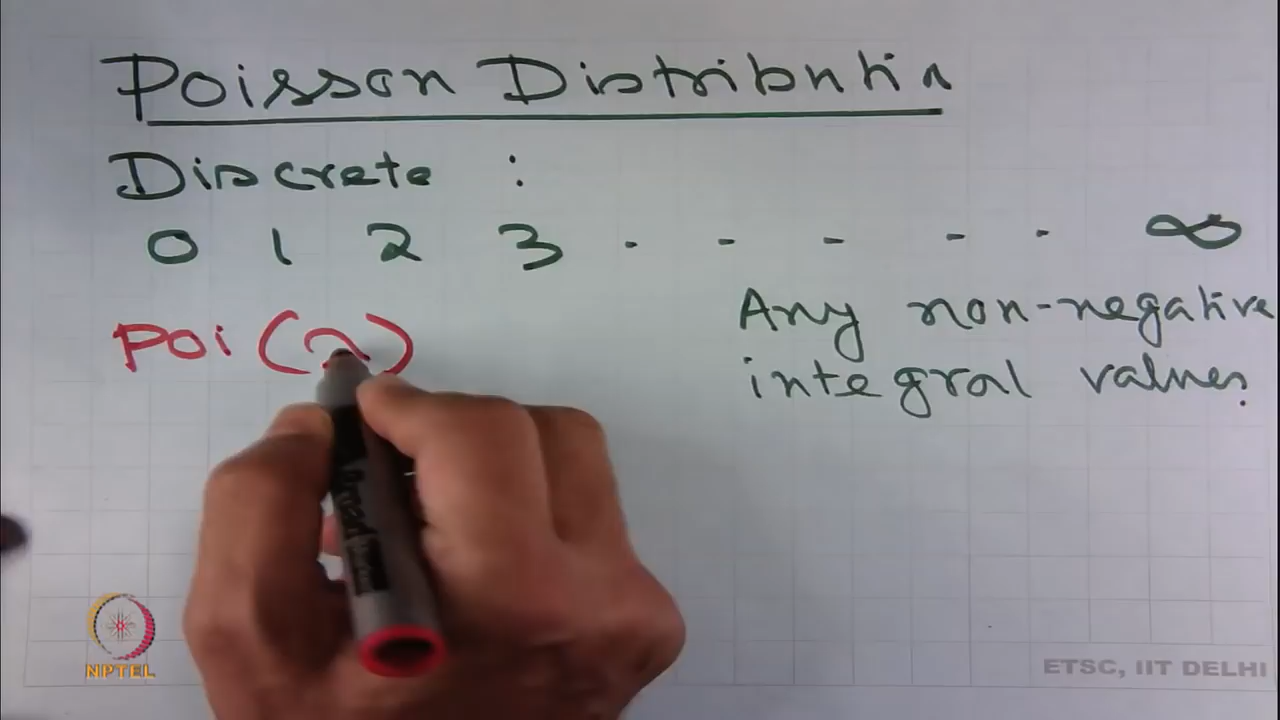 Poisson Distribution
Discrete :
0 1 2 3 . - - - . ∞
Any non-negative
integral values.
Poi (λ)
NPTEL
ETSC, IIT DELHI